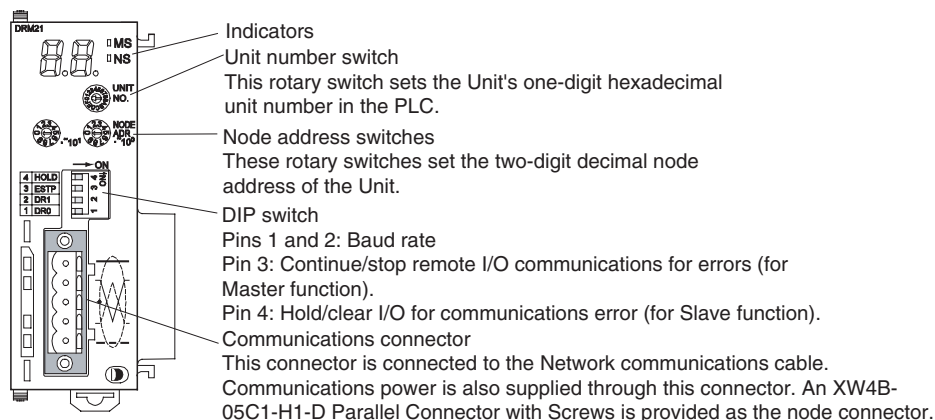 DRM21
MS
NS
UNIT
NO.
NODE
ADR
10¹
10⁰
ON
4 HOLD
3 ESTP
2 DR1
1 DR0
1 2 3 4
Indicators
Unit number switch
This rotary switch sets the Unit's one-digit hexadecimal
unit number in the PLC.
Node address switches
These rotary switches set the two-digit decimal node
address of the Unit.
DIP switch
Pins 1 and 2: Baud rate
Pin 3: Continue/stop remote I/O communications for errors (for
Master function).
Pin 4: Hold/clear I/O for communications error (for Slave function).
Communications connector
This connector is connected to the Network communications cable.
Communications power is also supplied through this connector. An XW4B-
05C1-H1-D Parallel Connector with Screws is provided as the node connector.